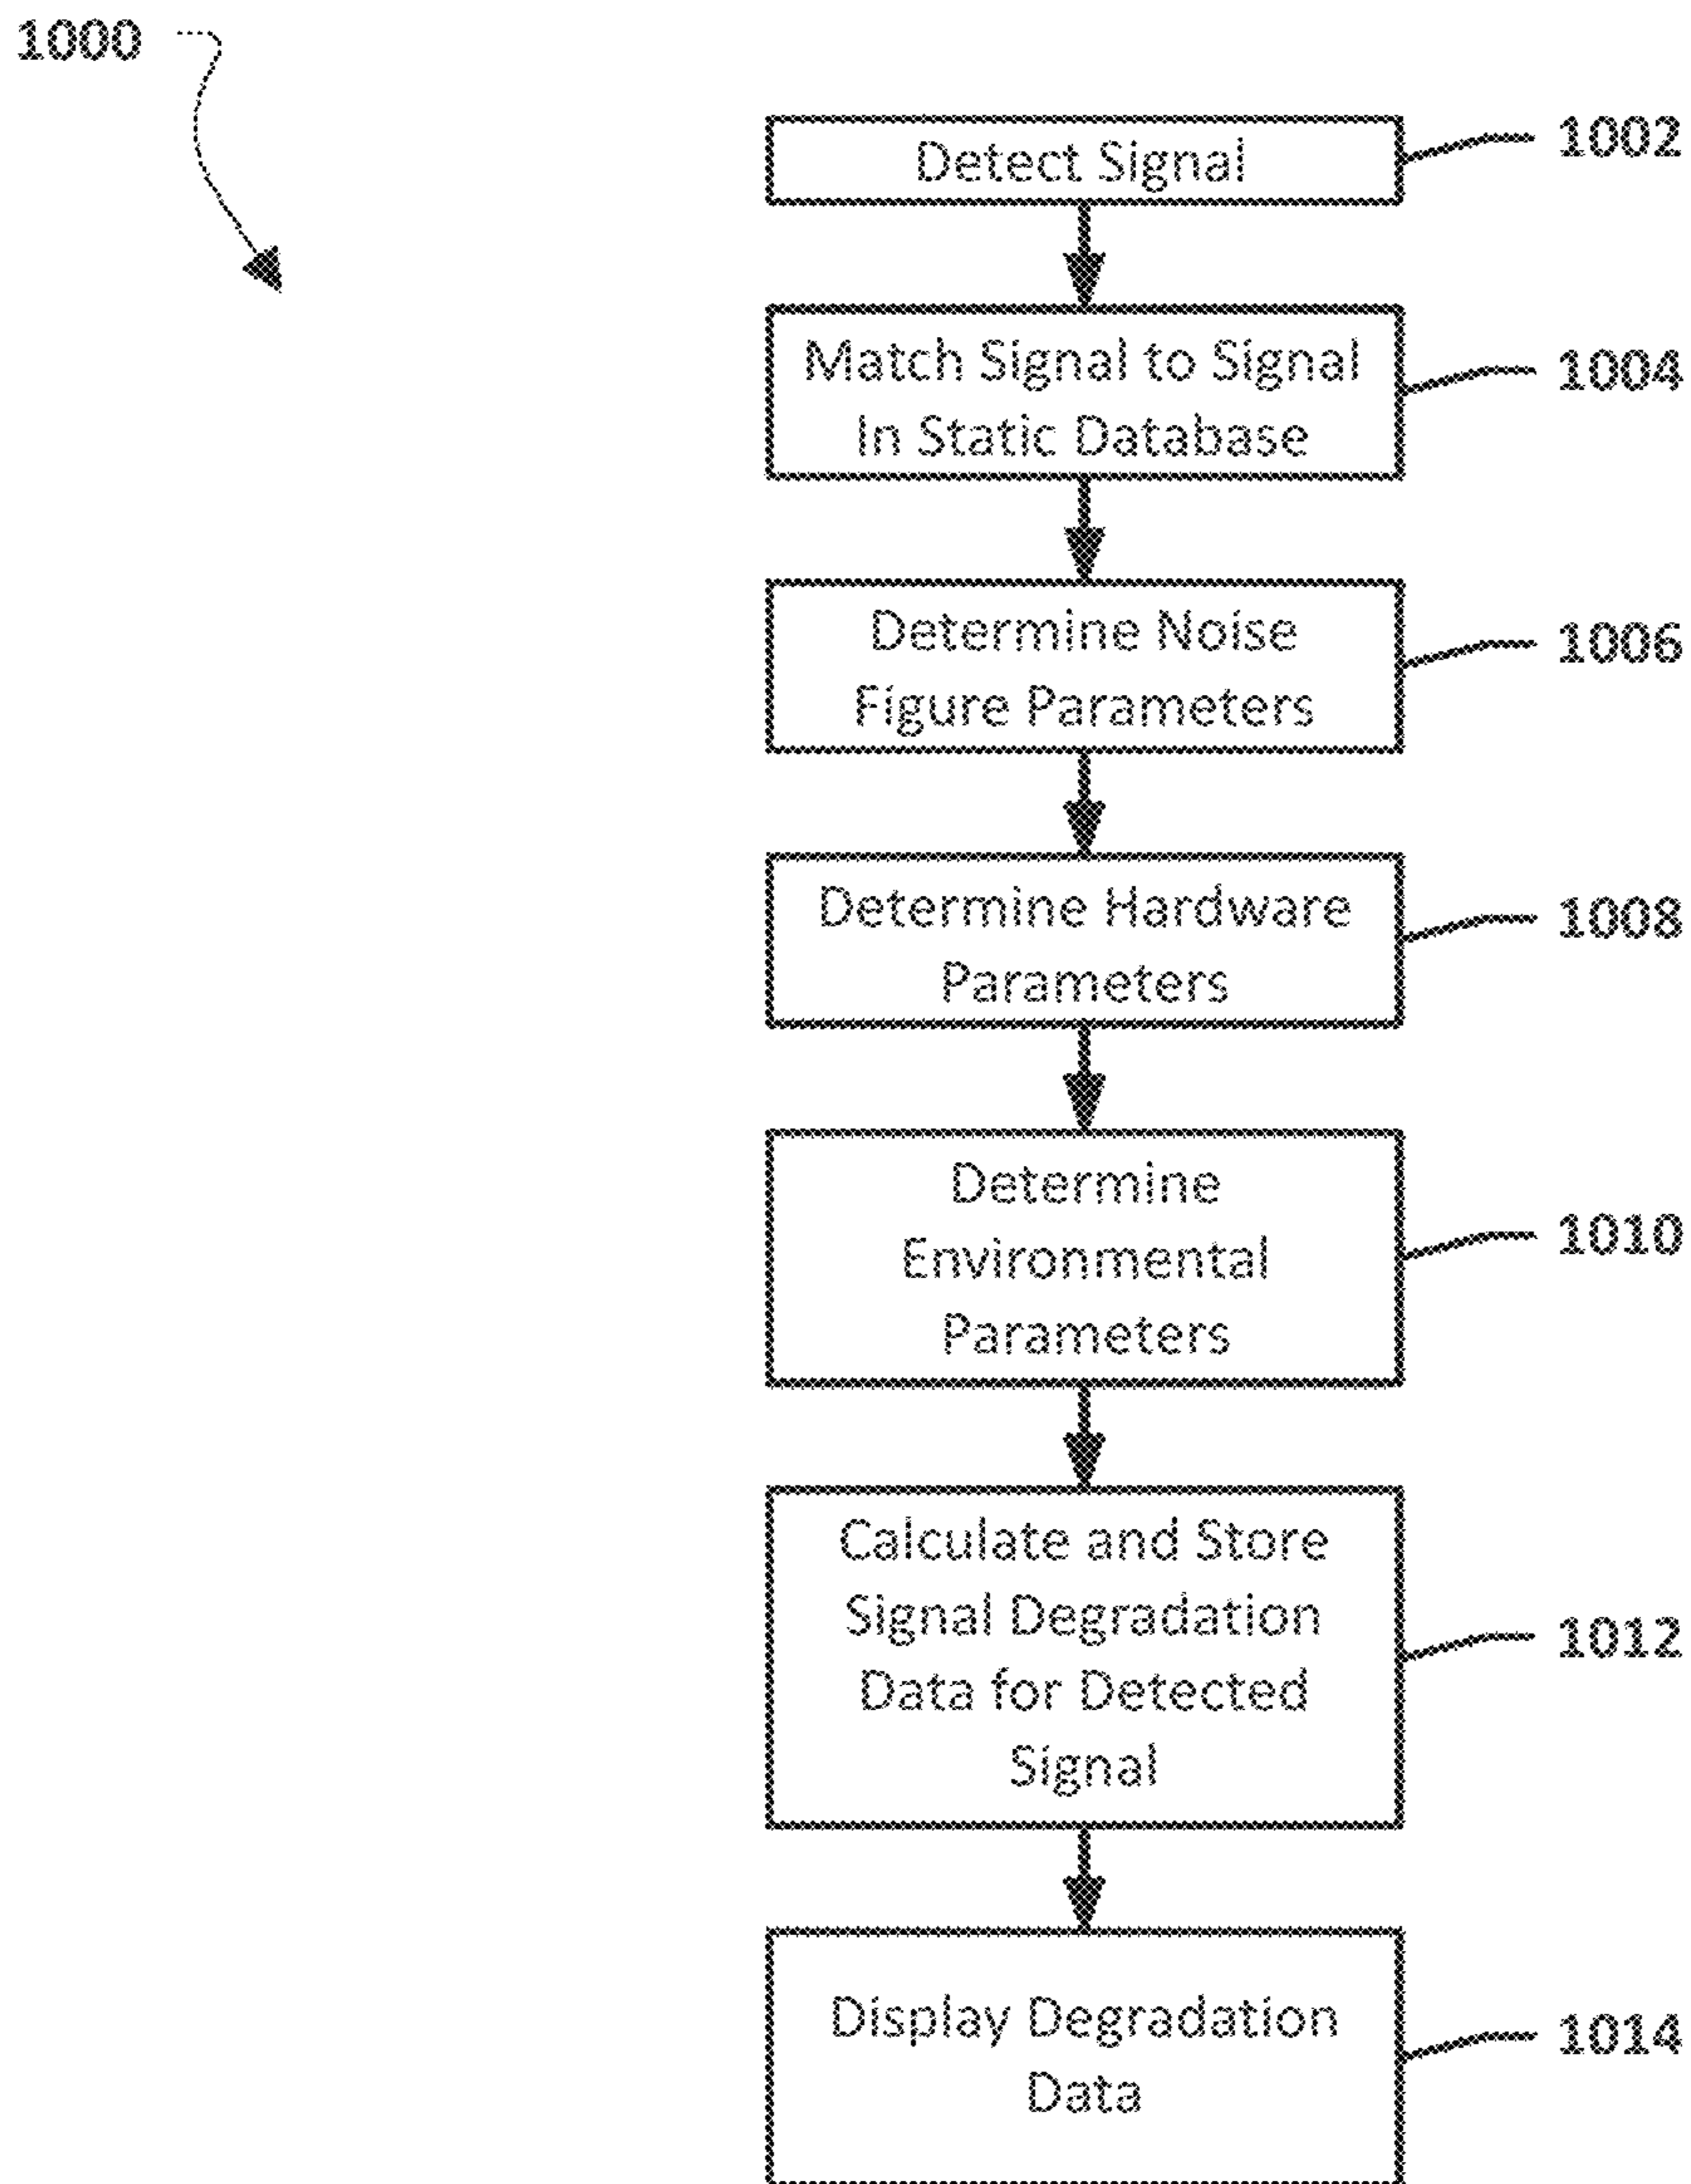 1000
Detect Signal
1002
Match Signal to Signal
In Static Database
1004
Determine Noise
Figure Parameters
1006
Determine Hardware
Parameters
1008
Determine
Environmental
Parameters
1010
Calculate and Store
Signal Degradation
Data for Detected
Signal
1012
Display Degradation
Data
1014